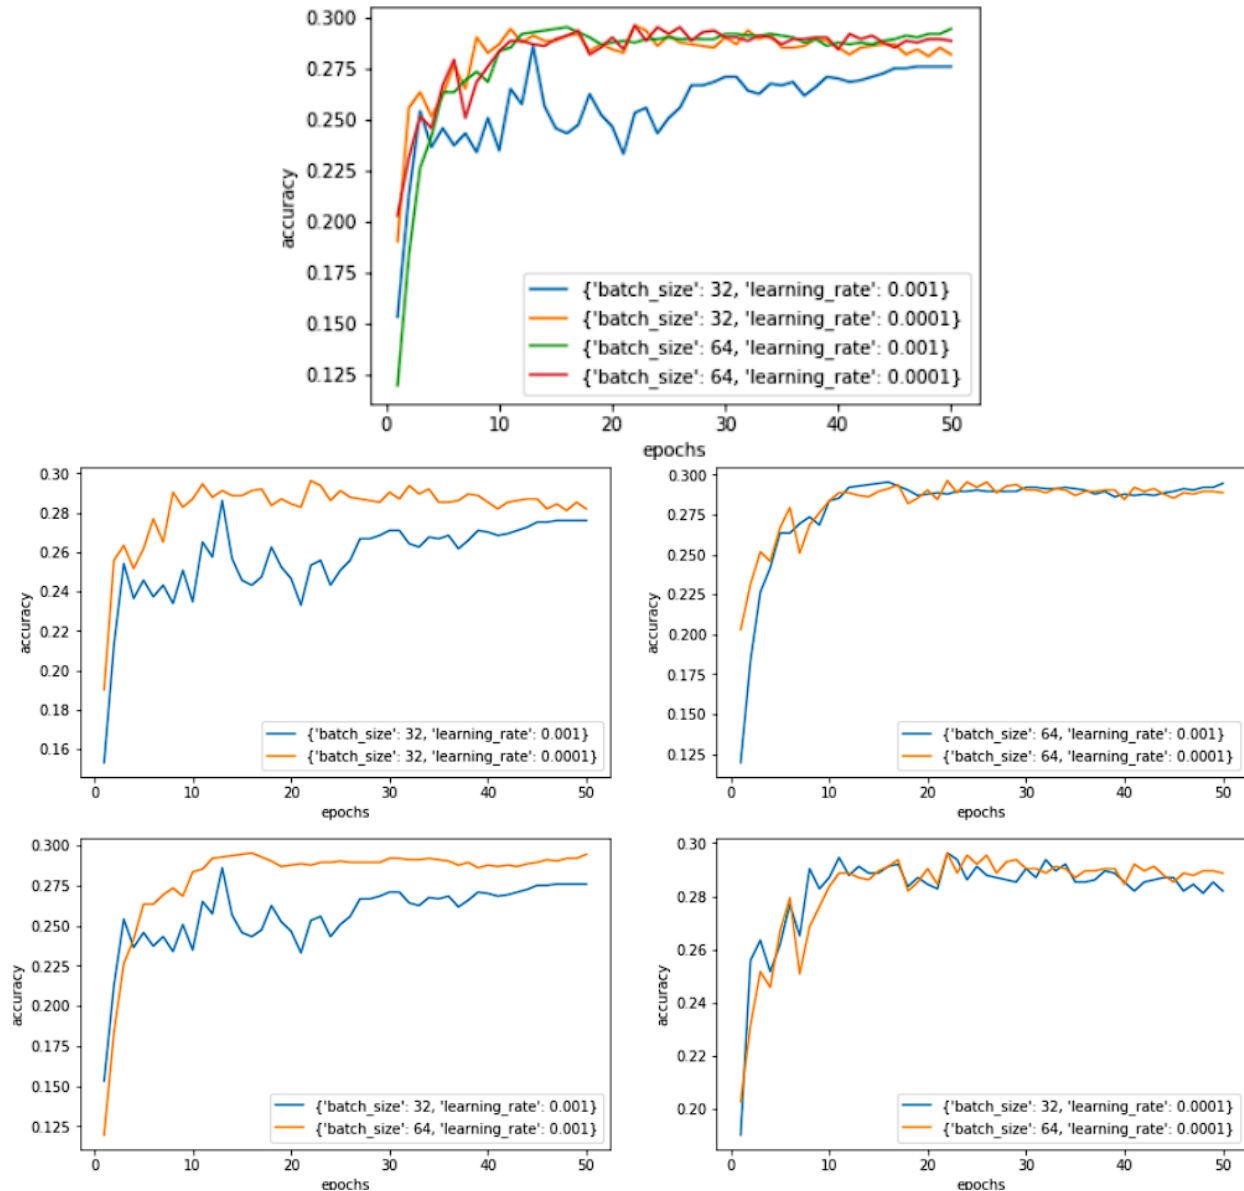 0.300
0.275
0.250
0.225
0.200
0.175
0.150
0.125
accuracy
{'batch_size': 32, 'learning_rate': 0.001}
{'batch_size': 32, 'learning_rate': 0.0001}
{'batch_size': 64, 'learning_rate': 0.001}
{'batch_size': 64, 'learning_rate': 0.0001}
0 10 20 30 40 50
epochs
0.30
0.28
0.26
0.24
0.22
0.20
0.18
0.16
accuracy
{'batch_size': 32, 'learning_rate': 0.001}
{'batch_size': 32, 'learning_rate': 0.0001}
0 10 20 30 40 50
epochs
0.300
0.275
0.250
0.225
0.200
0.175
0.150
0.125
accuracy
{'batch_size': 64, 'learning_rate': 0.001}
{'batch_size': 64, 'learning_rate': 0.0001}
0 10 20 30 40 50
epochs
0.300
0.275
0.250
0.225
0.200
0.175
0.150
0.125
accuracy
{'batch_size': 32, 'learning_rate': 0.001}
{'batch_size': 64, 'learning_rate': 0.001}
0 10 20 30 40 50
epochs
0.30
0.28
0.26
0.24
0.22
0.20
accuracy
{'batch_size': 32, 'learning_rate': 0.0001}
{'batch_size': 64, 'learning_rate': 0.0001}
0 10 20 30 40 50
epochs